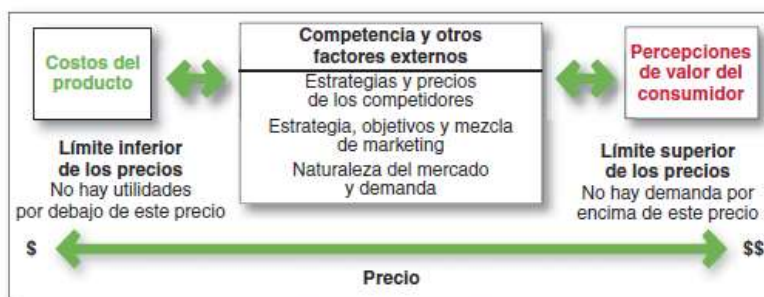 Costos del
producto
Límite inferior
de los precios
No hay utilidades
por debajo de este precio
Competencia y otros
factores externos
Estrategias y precios
de los competidores
Estrategia, objetivos y mezcla
de marketing
Naturaleza del mercado
y demanda
Percepciones
de valor del
consumidor
Límite superior
de los precios
No hay demanda por
encima de este precio
$
$$
Precio